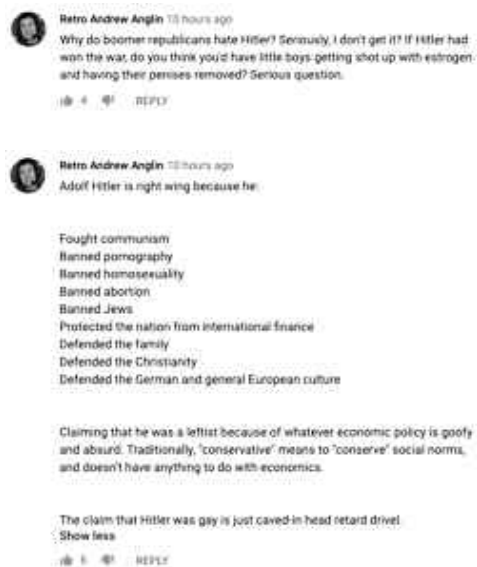 Retro Andrew Anglin 10 hours ago
Why do boomer republicans hate Hitler? Seriously, I don't get it? If Hitler had
won the war, do you think you'd have little boys getting shot up with estrogen
and having their penises removed? Serious question.
4 REPLY
Retro Andrew Anglin 10 hours ago
Adolf Hitler is right wing because he:
Fought communism
Banned pornography
Banned homosexuality
Banned abortion
Banned Jews
Protected the nation from international finance
Defended the family
Defended the Christianity
Defended the German and general European culture
Claiming that he was a leftist because of whatever economic policy is goofy
and absurd. Traditionally, "conservative" means to "conserve" social norms,
and doesn't have anything to do with economics.
The claim that Hitler was gay is just caved-in head retard drivel.
Show less
6 REPLY